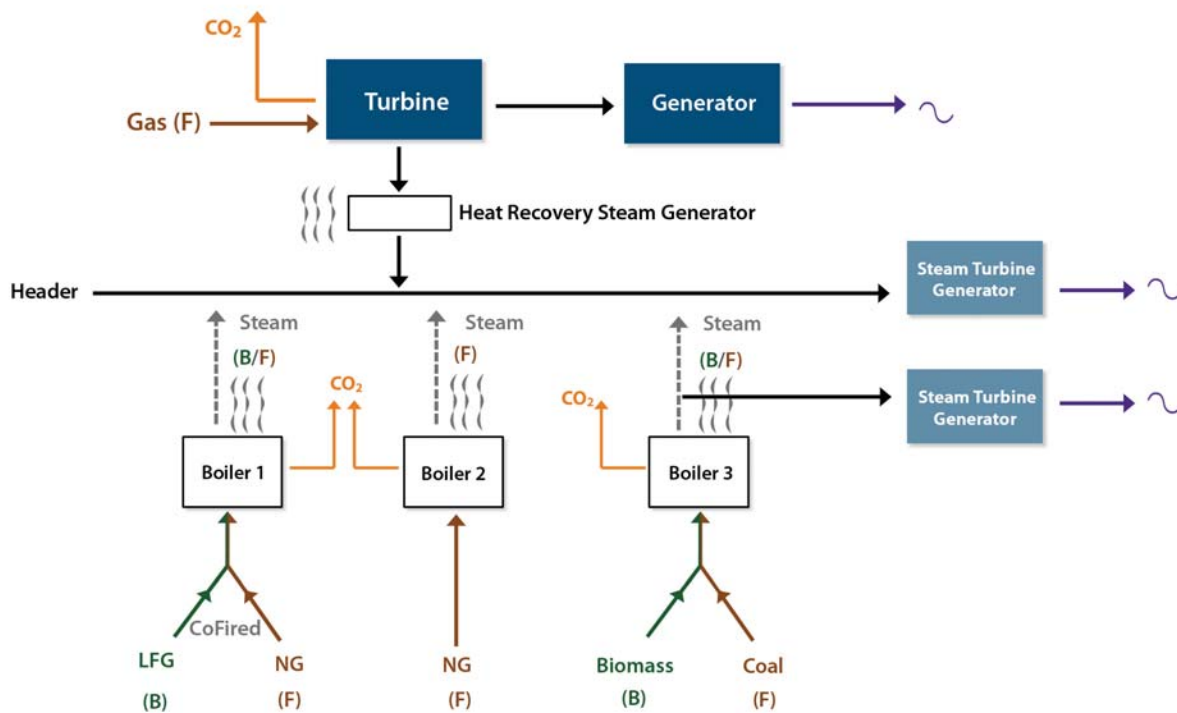 CO₂
Turbine
Generator
Gas (F)
Heat Recovery Steam Generator
Header
Steam Turbine
Generator
Steam
Steam
Steam
(B/F)
(F)
(B/F)
CO₂
CO₂
Steam Turbine
Generator
Boiler 1
Boiler 2
Boiler 3
CoFired
LFG
NG
NG
Biomass
Coal
(B)
(F)
(F)
(B)
(F)